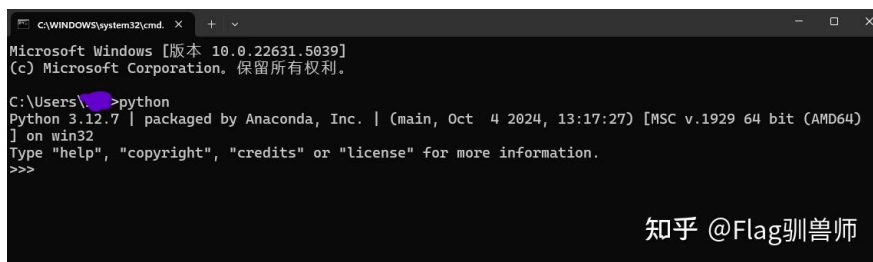 C:\WINDOWS\system32\cmd.
Microsoft Windows [版本 10.0.22631.5039]
(c) Microsoft Corporation。保留所有权利。
C:\Users\>python
Python 3.12.7 | packaged by Anaconda, Inc. | (main, Oct  4 2024, 13:17:27) [MSC v.1929 64 bit (AMD64)
] on win32
Type "help", "copyright", "credits" or "license" for more information.
>>>
知乎 @Flag驯兽师